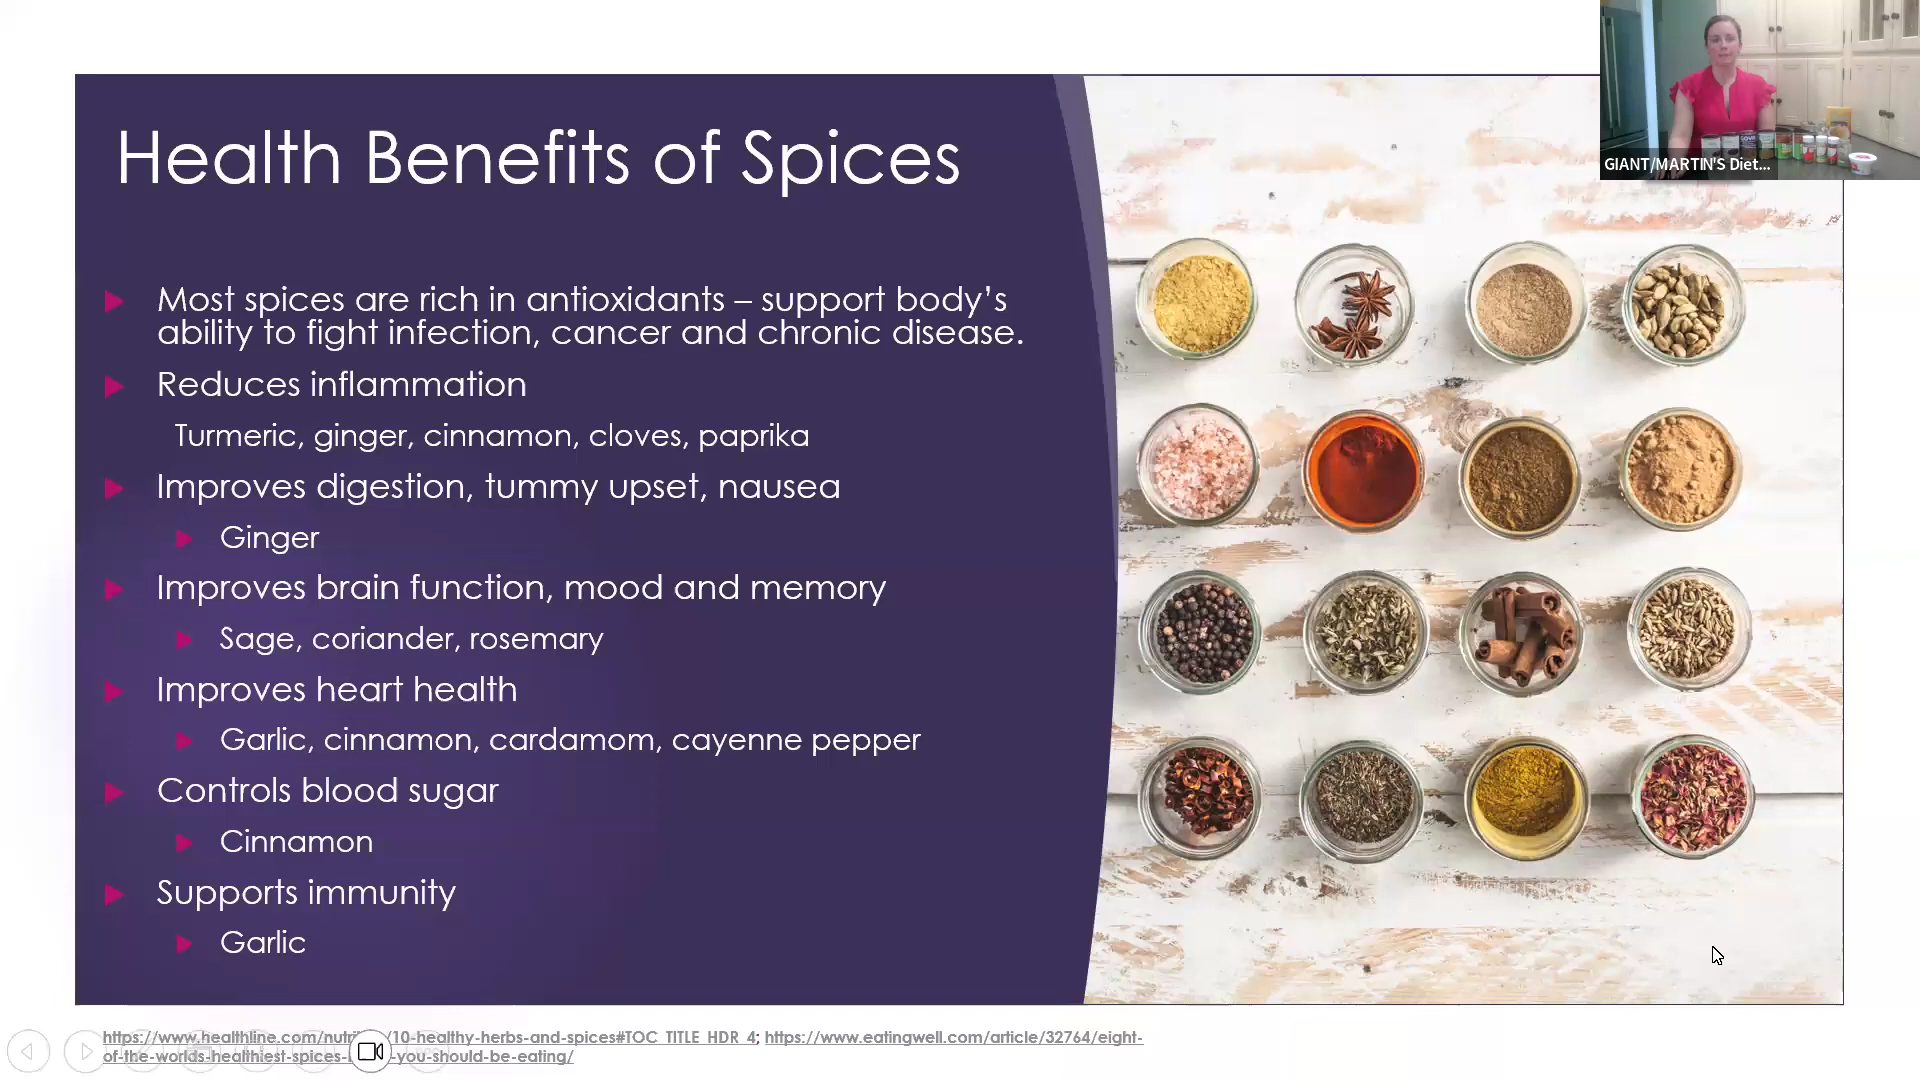 GIANT/MARTIN'S Diet...
Health Benefits of Spices
Most spices are rich in antioxidants – support body's
ability to fight infection, cancer and chronic disease.
Reduces inflammation
Turmeric, ginger, cinnamon, cloves, paprika
Improves digestion, tummy upset, nausea
Ginger
Improves brain function, mood and memory
Sage, coriander, rosemary
Improves heart health
Garlic, cinnamon, cardamom, cayenne pepper
Controls blood sugar
Cinnamon
Supports immunity
Garlic
https://www.healthline.com/nutri /10-healthy-herbs-and-spices#TOC_TITLE_HDR_4; https://www.eatingwell.com/article/32764/eight-
of-the-worlds-healthiest-spices- -you-should-be-eating/